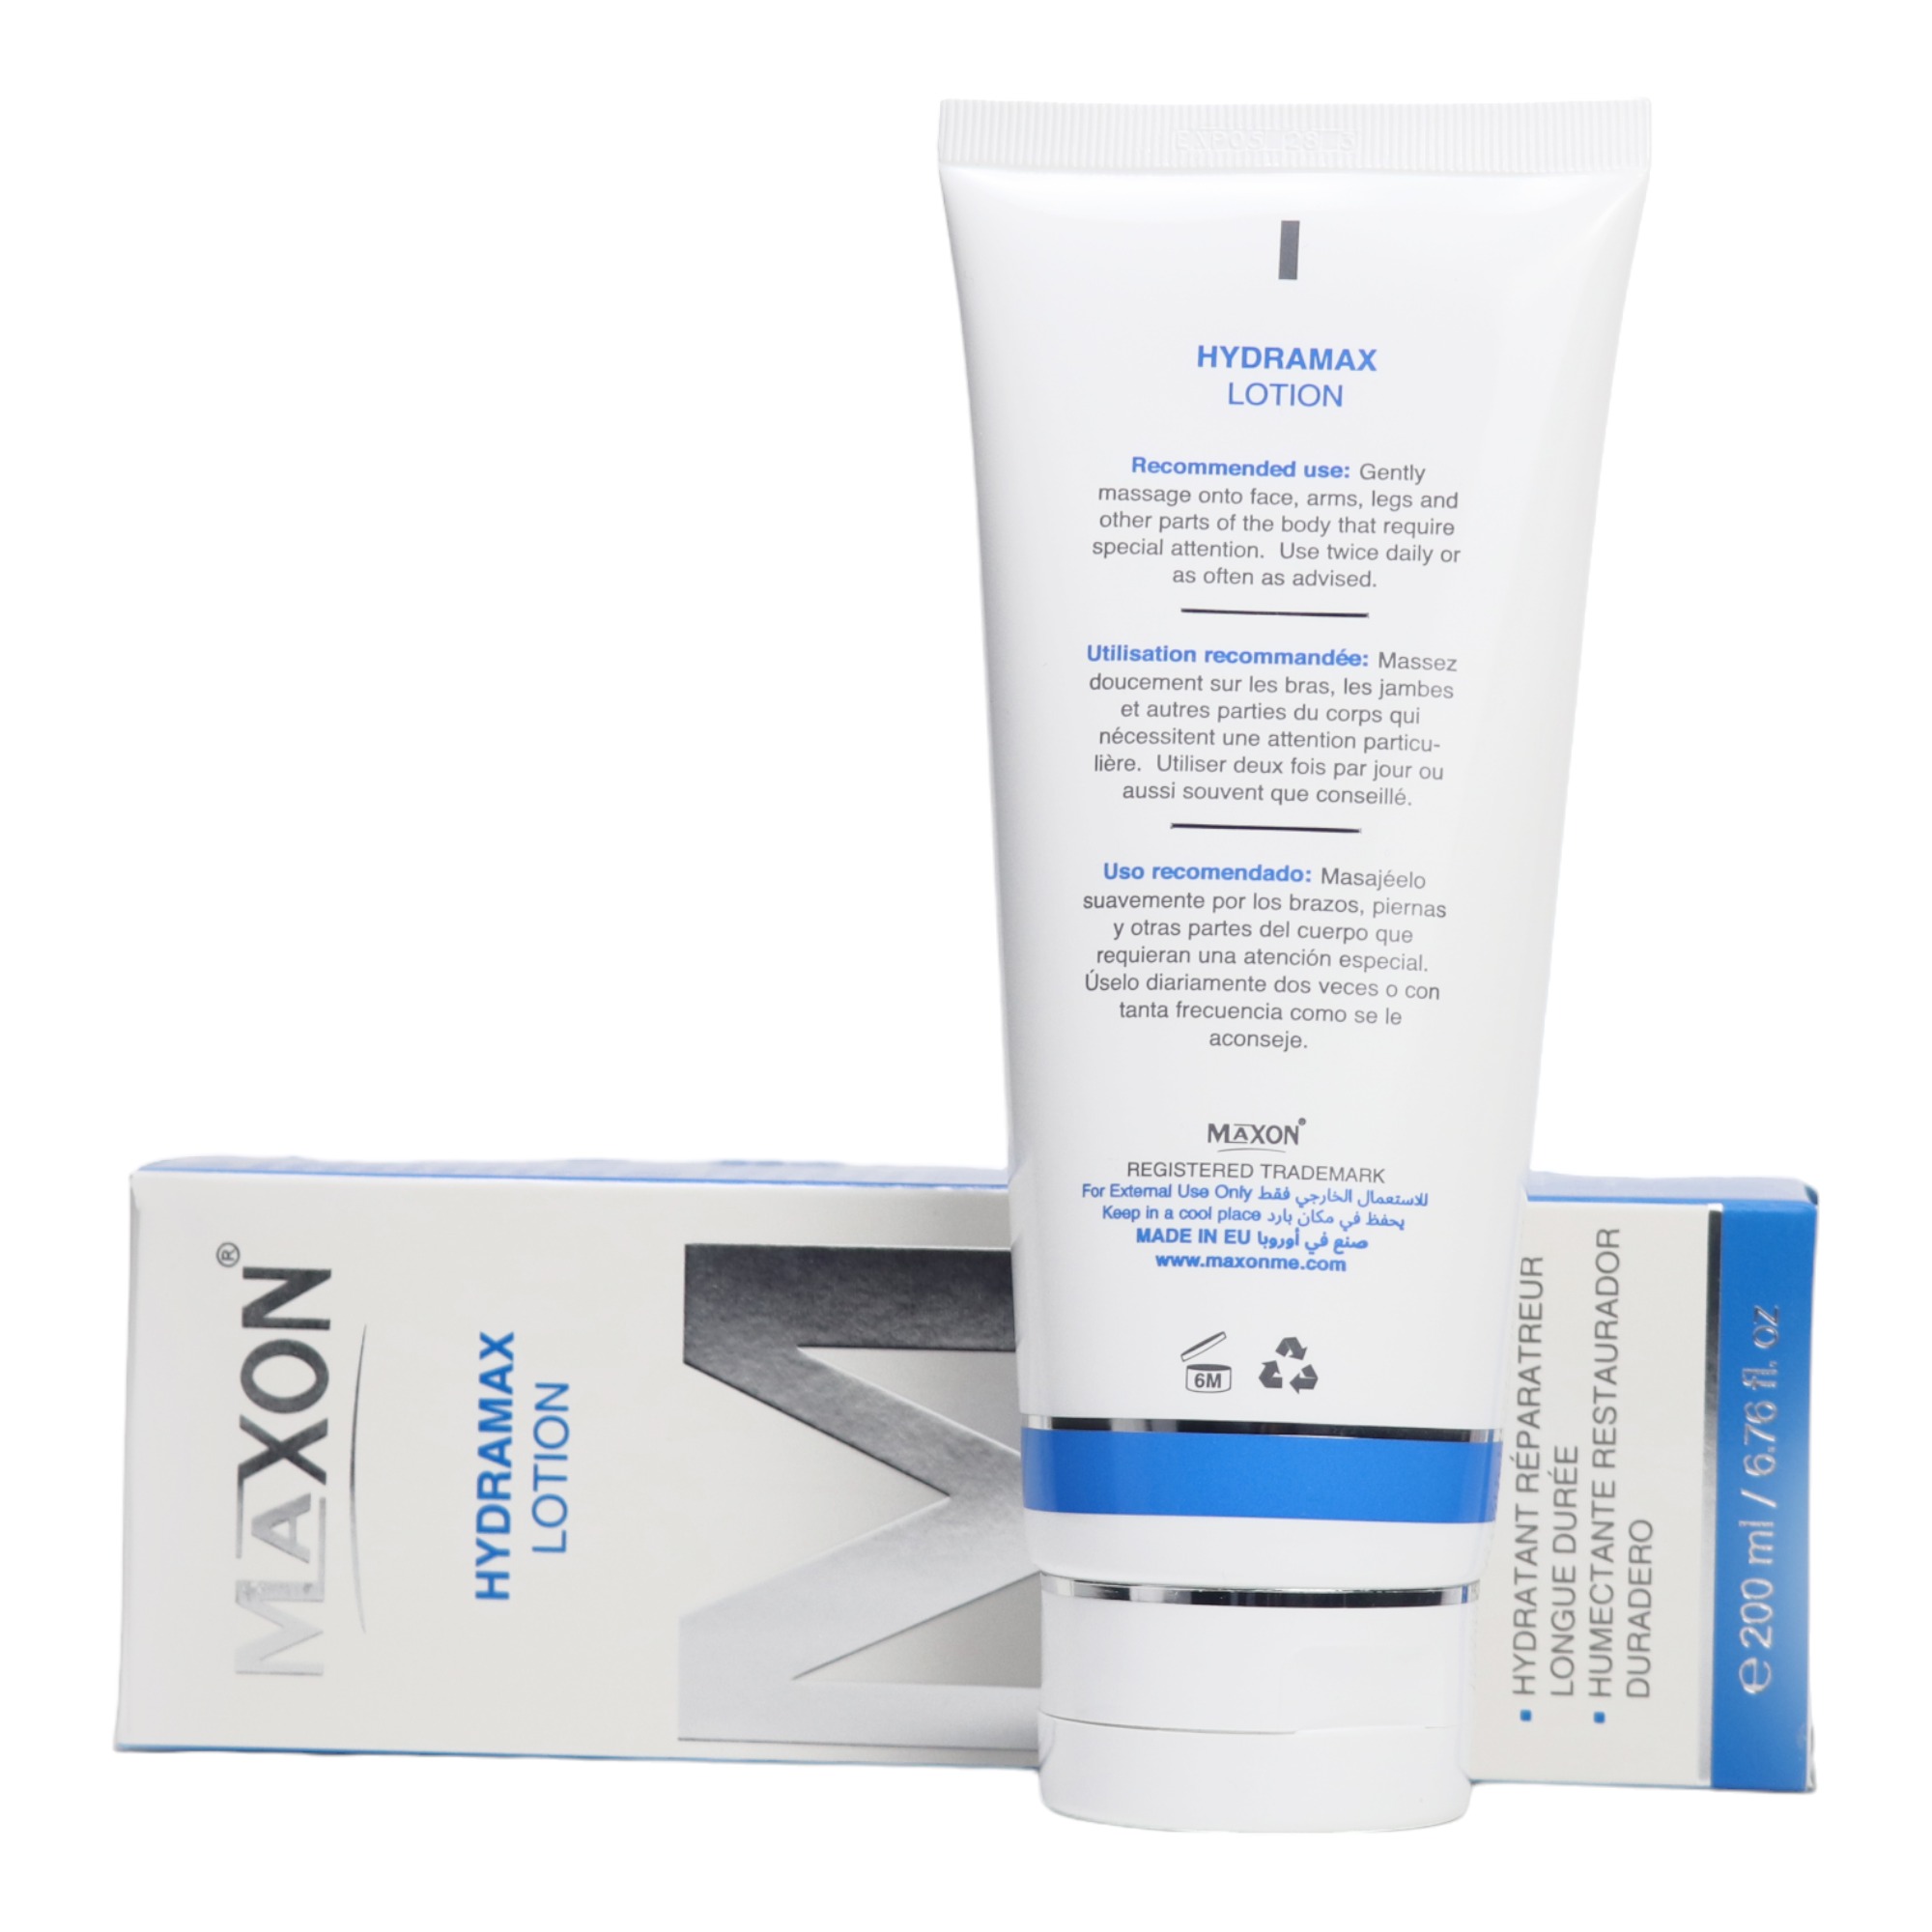 HYDRAMAX
LOTION
Recommended use: Gently
massage onto face, arms, legs and
other parts of the body that require
special attention. Use twice daily or
as often as advised.
Utilisation recommandée: Massez
doucement sur les bras, les jambes
et autres parties du corps qui
nécessitent une attention particu-
lière. Utiliser deux fois par jour ou
aussi souvent que conseillé.
Uso recomendado: Masajéelo
suavemente por los brazos, piernas
y otras partes del cuerpo que
requieran una atención especial.
Úselo diariamente dos veces o con
tanta frecuencia como se le
aconseje.
MAXON®
REGISTERED TRADEMARK
For External Use Only للاستعمال الخارجي فقط
Keep in a cool place يحفظ في مكان بارد
MADE IN EU صنع في أوروبا
www.maxonme.com
6M
MAXON®
HYDRAMAX
LOTION
▪ HYDRATANT RÉPARATREUR
LONGUE DURÉE
▪ HUMECTANTE RESTAURADOR
DURADERO
℮ 200 ml / 6.76 fl. oz